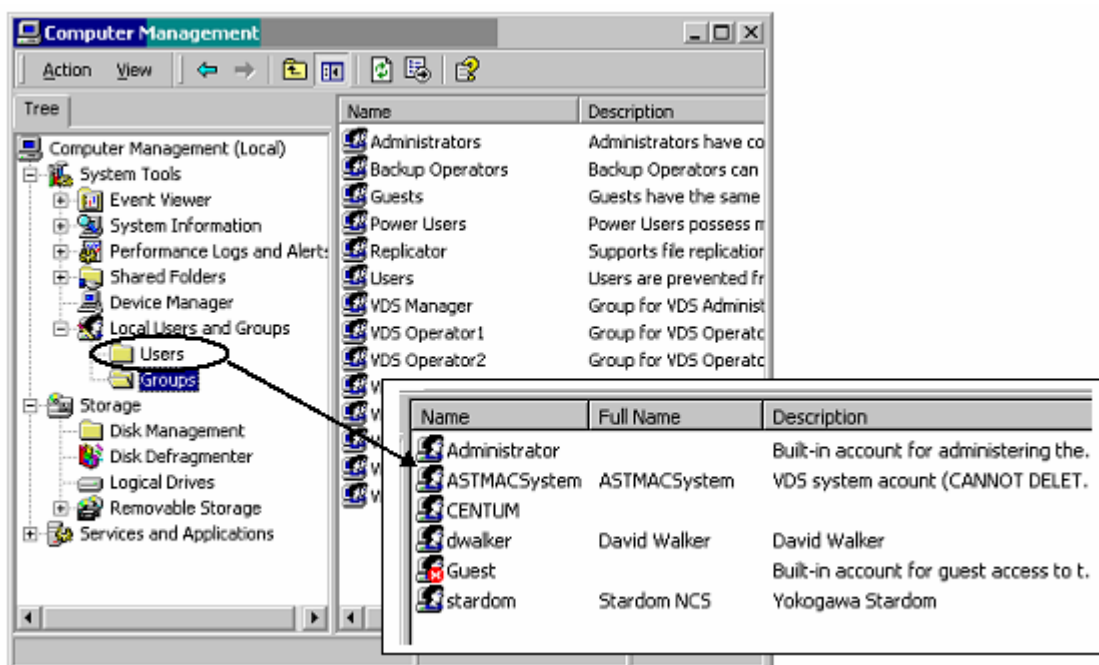 Computer Management
Action View
Tree
Name Description
Computer Management (Local)
System Tools
Event Viewer
System Information
Performance Logs and Alert:
Shared Folders
Device Manager
Local Users and Groups
Users
Groups
Storage
Disk Management
Disk Defragmenter
Logical Drives
Removable Storage
Services and Applications
Administrators Administrators have co
Backup Operators Backup Operators can
Guests Guests have the same
Power Users Power Users possess m
Replicator Supports file replication
Users Users are prevented fr
VDS Manager Group for VDS Administ
VDS Operator1 Group for VDS Operato
VDS Operator2 Group for VDS Operato
Name Full Name Description
Administrator Built-in account for administering the.
ASTMACSystem ASTMACSystem VDS system acount (CANNOT DELET.
CENTUM
dwalker David Walker David Walker
Guest Built-in account for guest access to t.
stardom Stardom NCS Yokogawa Stardom